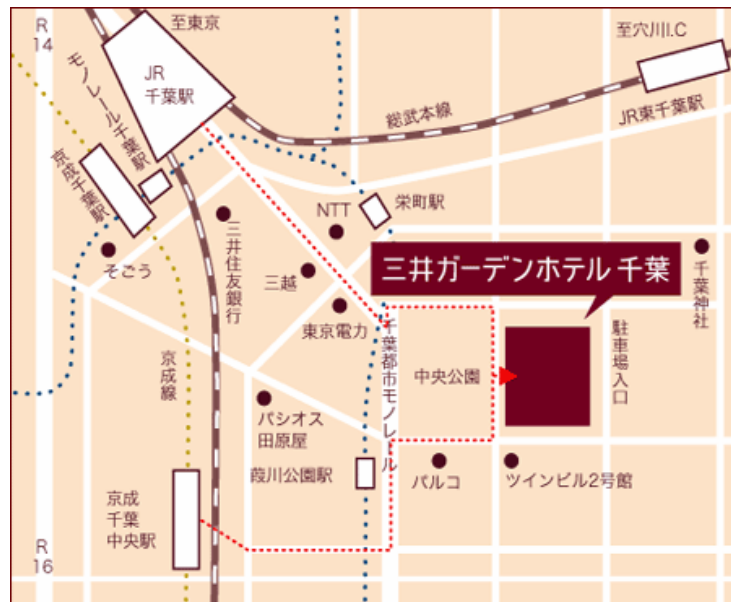 R
14
至東京
JR
千葉駅
モノレール千葉駅
京成千葉駅
至穴川I.C
総武本線
JR東千葉駅
栄町駅
NTT
三井住友銀行
そごう
三越
東京電力
三井ガーデンホテル 千葉
千葉神社
駐車場入口
千葉都市モノレール
中央公園
京成線
パシオス
田原屋
葭川公園駅
パルコ
ツインビル2号館
京成
千葉
中央駅
R
16